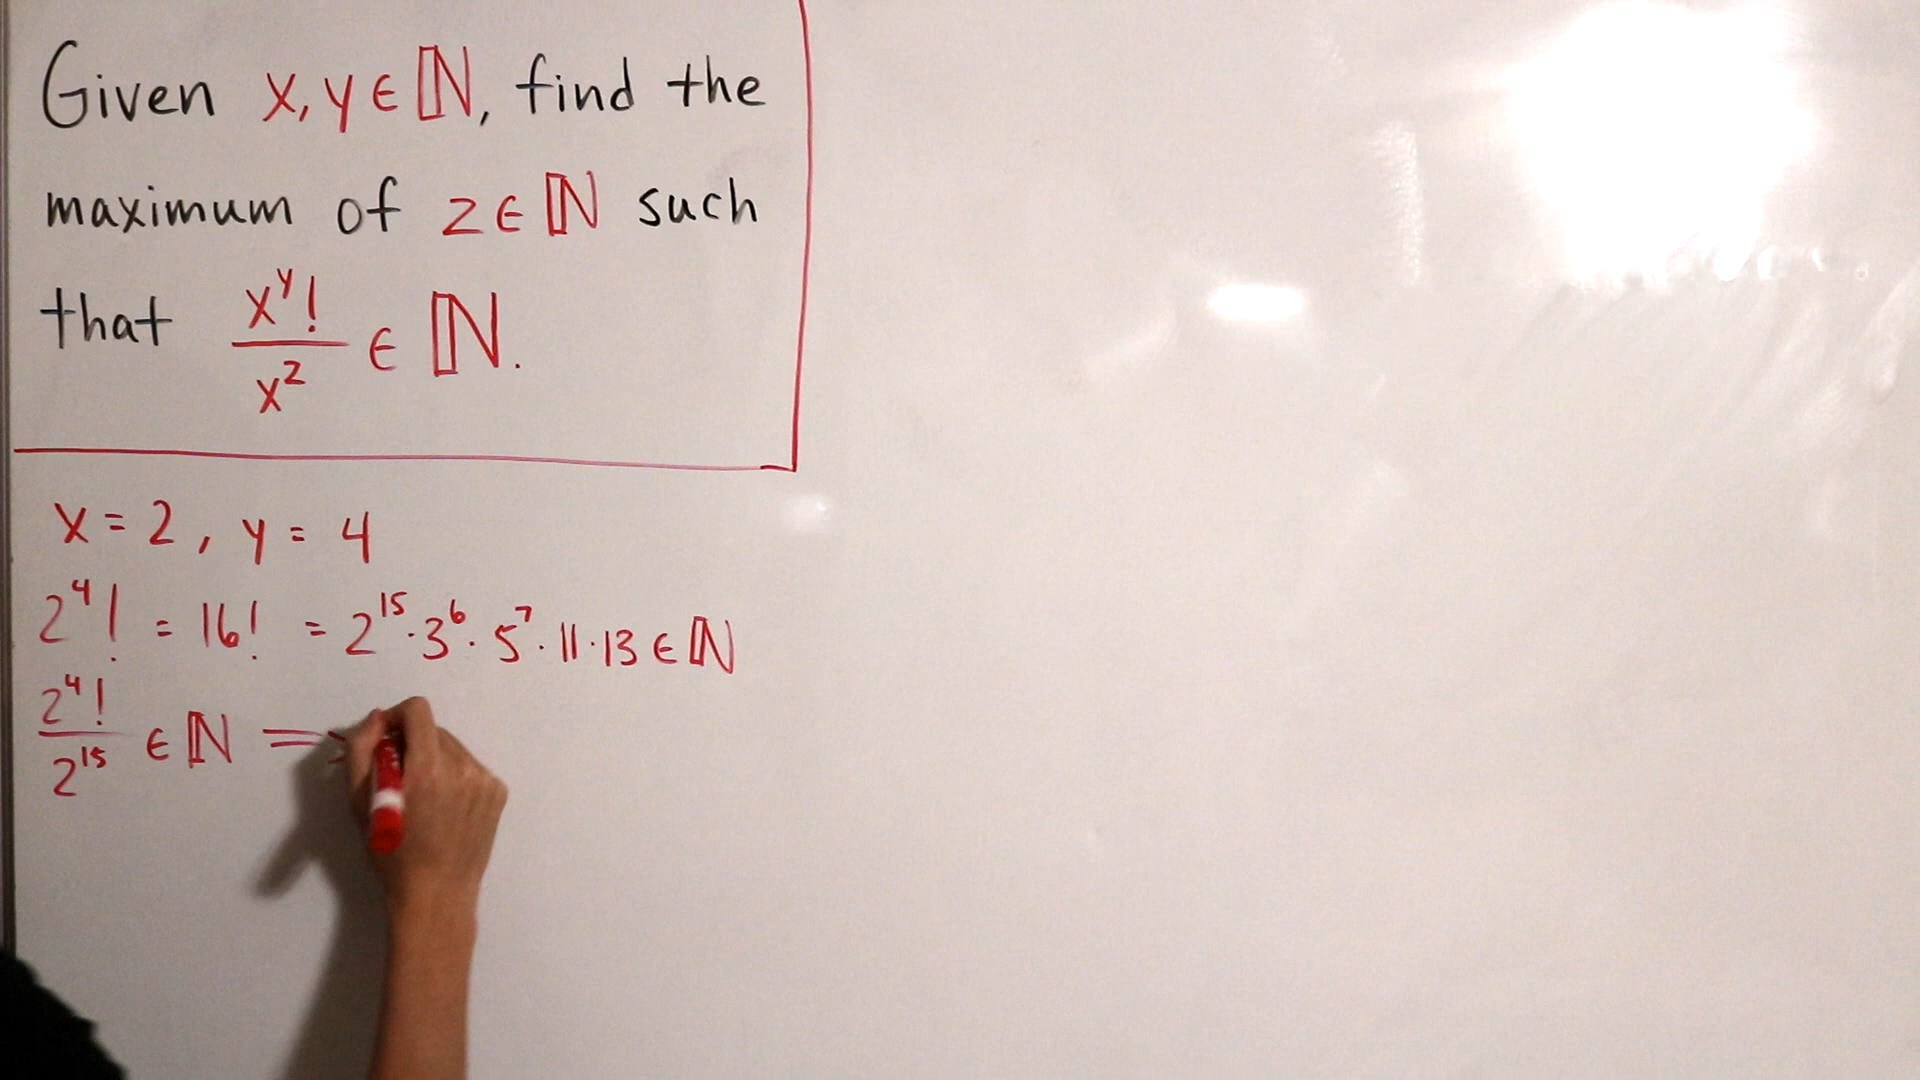 Given x, y ∈ ℕ, find the
maximum of z ∈ ℕ such
that x^y! / x^2 ∈ ℕ.
x = 2, y = 4
2^4! = 16! = 2^15 · 3^6 · 5^7 · 11 · 13 ∈ ℕ
2^4! / 2^15 ∈ ℕ =>